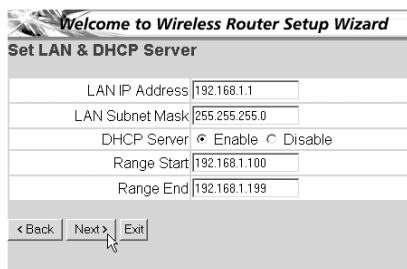 Welcome to Wireless Router Setup Wizard
Set LAN & DHCP Server
LAN IP Address 192.168.1.1
LAN Subnet Mask 255.255.255.0
DHCP Server Enable Disable
Range Start 192.168.1.100
Range End 192.168.1.199
< Back Next > Exit